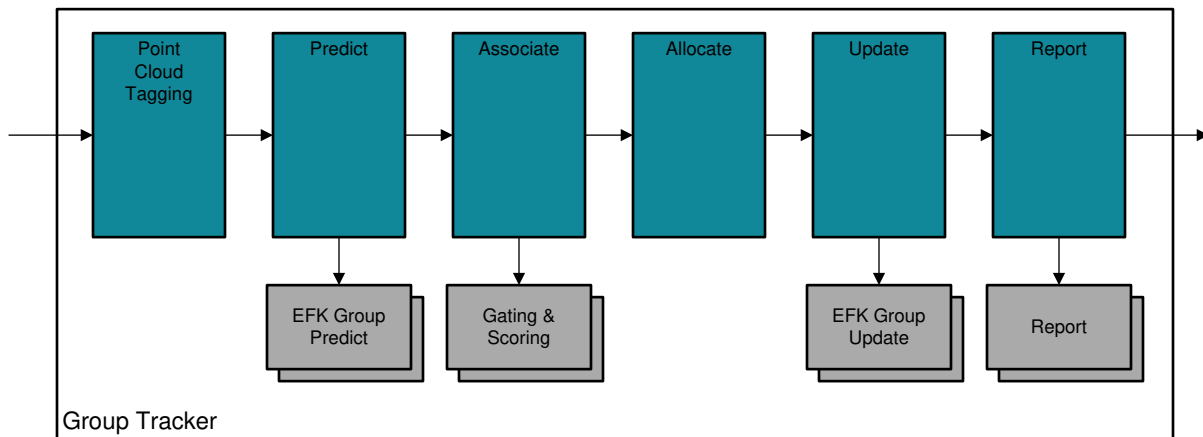 Point
Cloud
Tagging
Predict
Associate
Allocate
Update
Report
EFK Group
Predict
Gating &
Scoring
EFK Group
Update
Report
Group Tracker